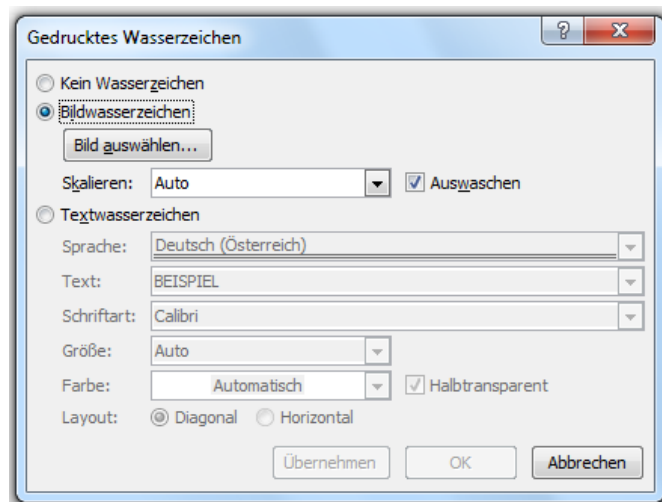 Gedrucktes Wasserzeichen
Kein Wasserzeichen
Bildwasserzeichen
Bild auswählen...
Skalieren: Auto Auswaschen
Textwasserzeichen
Sprache: Deutsch (Österreich)
Text: BEISPIEL
Schriftart: Calibri
Größe: Auto
Farbe: Automatisch Halbtransparent
Layout: Diagonal Horizontal
Übernehmen OK Abbrechen